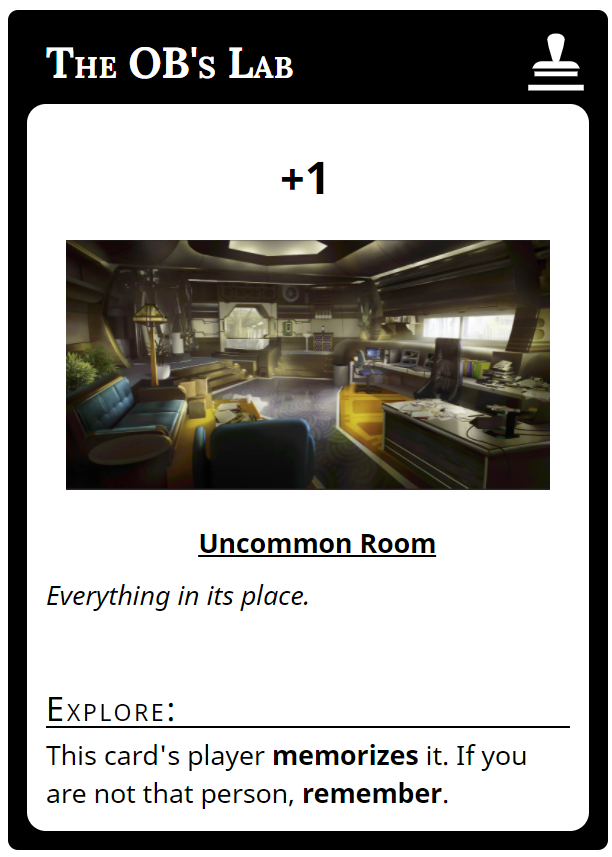 The OB's Lab
+1
Uncommon Room
Everything in its place.
Explore:
This card's player memorizes it. If you
are not that person, remember.